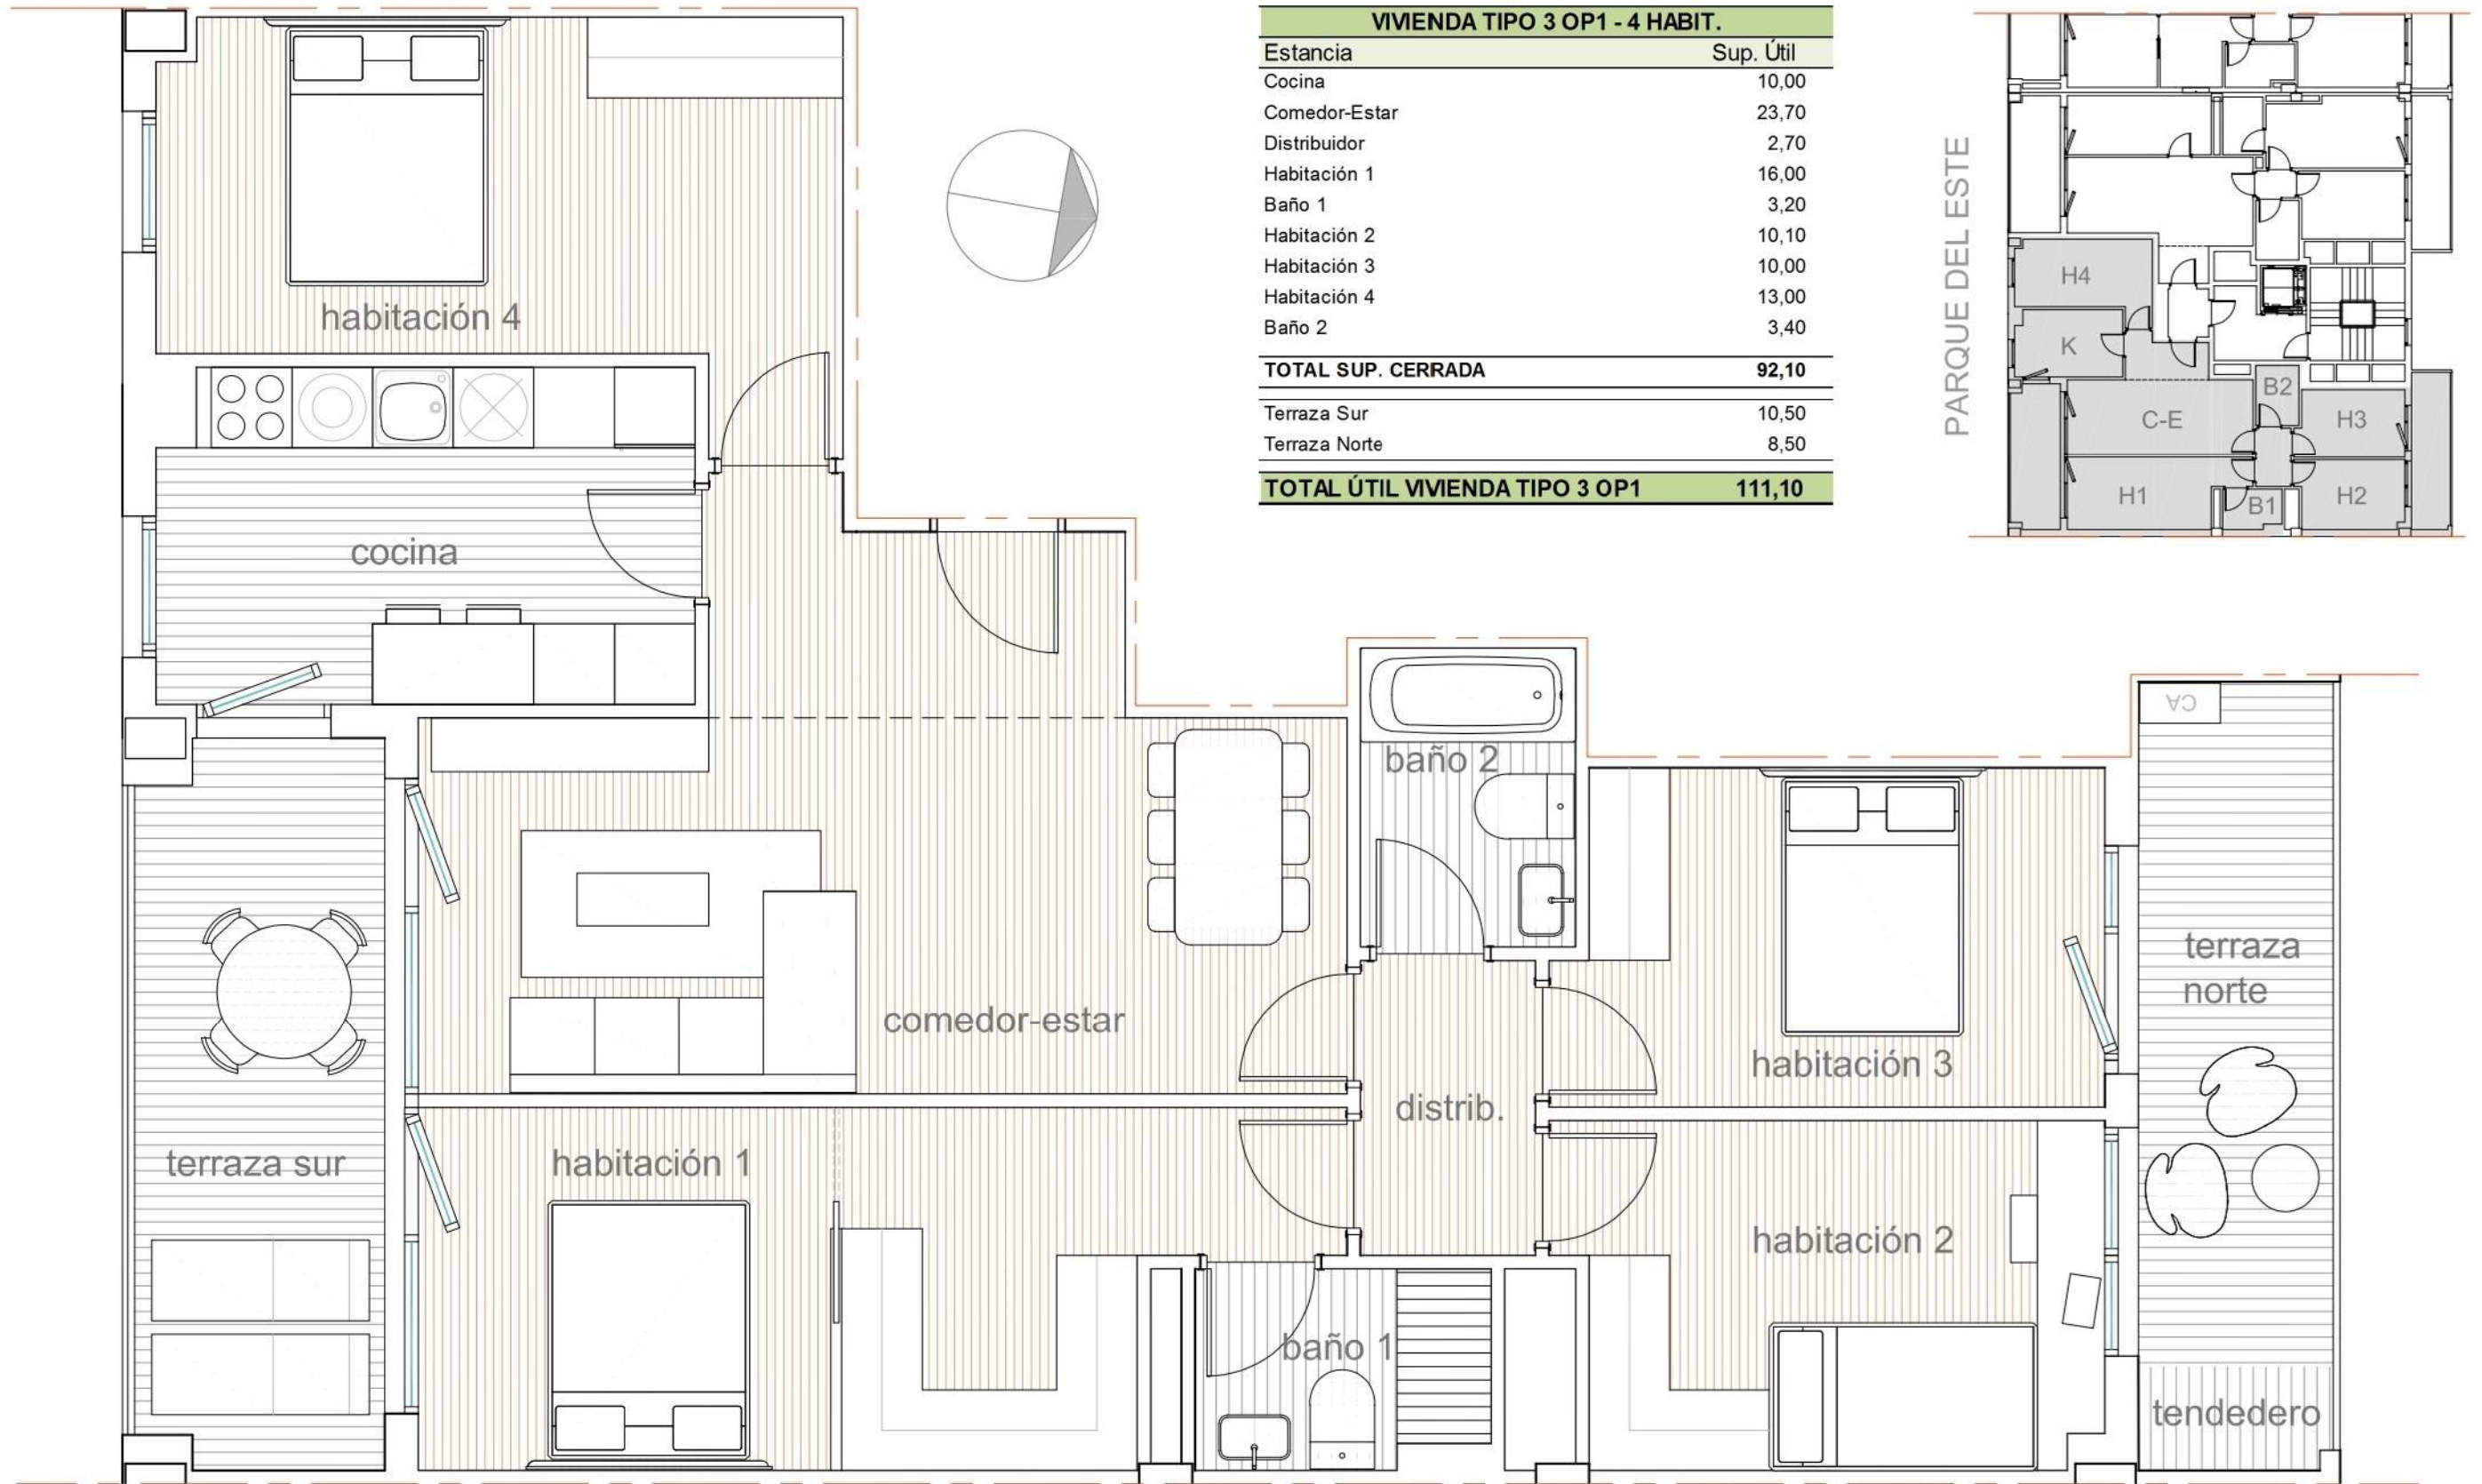 VIVIENDA TIPO 3 OP1 - 4 HABIT.
Estancia Sup. Útil
Cocina 10,00
Comedor-Estar 23,70
Distribuidor 2,70
Habitación 1 16,00
Baño 1 3,20
Habitación 2 10,10
Habitación 3 10,00
Habitación 4 13,00
Baño 2 3,40
TOTAL SUP. CERRADA 92,10
Terraza Sur 10,50
Terraza Norte 8,50
TOTAL ÚTIL VIVIENDA TIPO 3 OP1 111,10
PARQUE DEL ESTE
H4
K
B2
C-E
H3
H1
B1
H2
habitación 4
cocina
baño 2
CA
terraza
norte
comedor-estar
habitación 3
distrib.
terraza sur
habitación 1
habitación 2
baño 1
tendedero